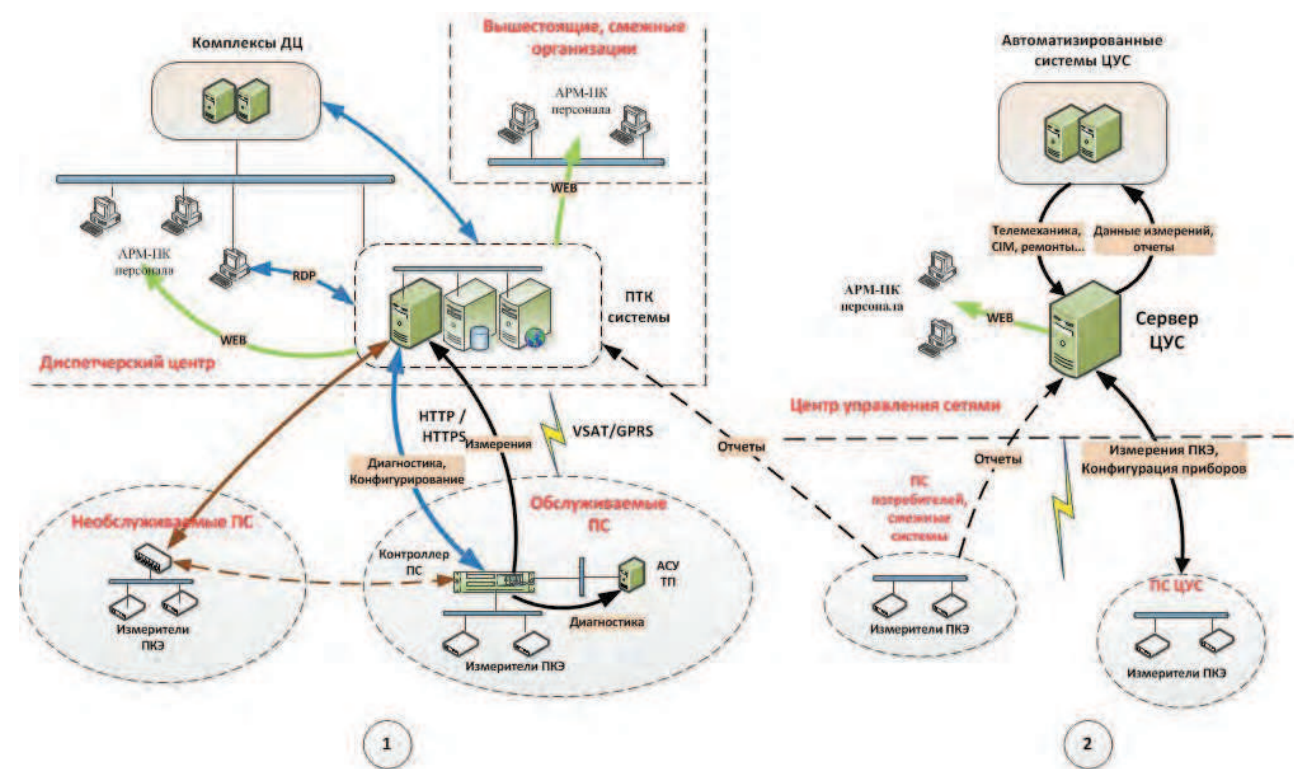 Комплексы ДЦ
Вышестоящие, смежные
организации
АРМ-ПК
персонала
WEB
АРМ-ПК
персонала
RDP
WEB
ПТК
системы
Диспетчерский центр
Автоматизированные
системы ЦУС
Телемеханика,
CIM, ремонты...
Данные измерений,
отчеты
АРМ-ПК
персонала
WEB
Сервер
ЦУС
Центр управления сетями
HTTP /
HTTPS
Измерения
VSAT/GPRS
Диагностика,
Конфигурирование
Отчеты
Отчеты
Измерения ПКЭ,
Конфигурация приборов
Необслуживаемые ПС
Измерители
ПКЭ
Обслуживаемые
ПС
Контроллер
ПС
АСУ
ТП
Диагностика
Измерители ПКЭ
ПС
потребителей,
смежные
системы
Измерители ПКЭ
ПС ЦУС
Измерители ПКЭ
1
2